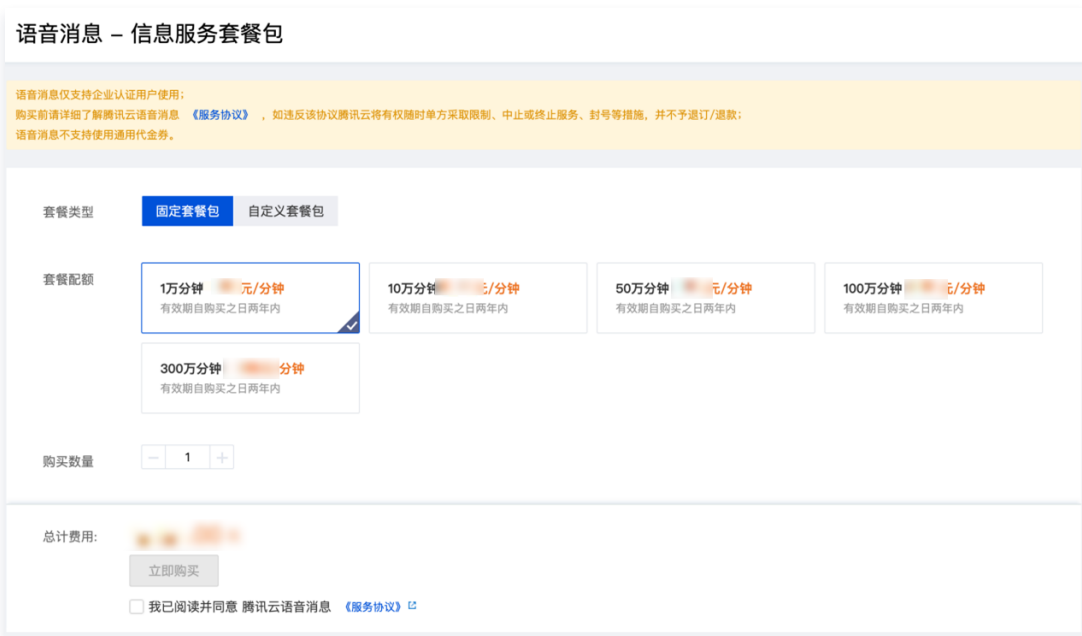 语音消息 – 信息服务套餐包
语音消息仅支持企业认证用户使用;
购买前请详细了解腾讯云语音消息 《服务协议》 ，如违反该协议腾讯云将有权随时单方采取限制、中止或终止服务、封号等措施，并不予退订/退款;
语音消息不支持使用通用代金券。
套餐类型 固定套餐包 自定义套餐包
套餐配额 1万分钟 元/分钟 10万分钟 /分钟 50万分钟 元/分钟 100万分钟 /分钟
有效期自购买之日两年内 有效期自购买之日两年内 有效期自购买之日两年内 有效期自购买之日两年内
300万分钟 分钟
有效期自购买之日两年内
购买数量 1
总计费用:
立即购买
我已阅读并同意 腾讯云语音消息 《服务协议》